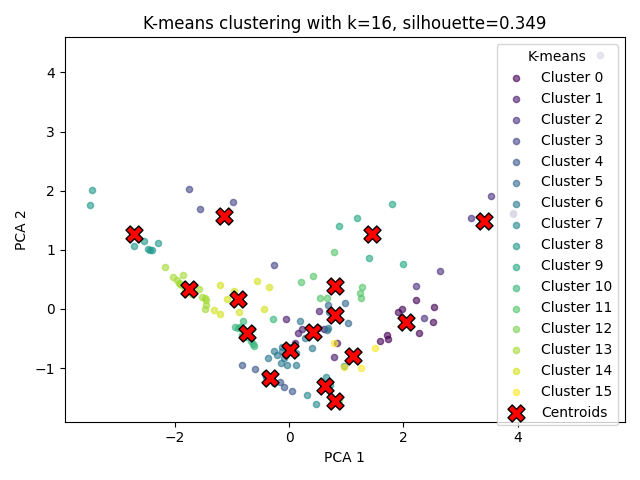 K-means clustering with k=16, silhouette=0.349
PCA 2
4
3
2
1
0
−1
−2
0
2
4
PCA 1
K-means
Cluster 0
Cluster 1
Cluster 2
Cluster 3
Cluster 4
Cluster 5
Cluster 6
Cluster 7
Cluster 8
Cluster 9
Cluster 10
Cluster 11
Cluster 12
Cluster 13
Cluster 14
Cluster 15
Centroids